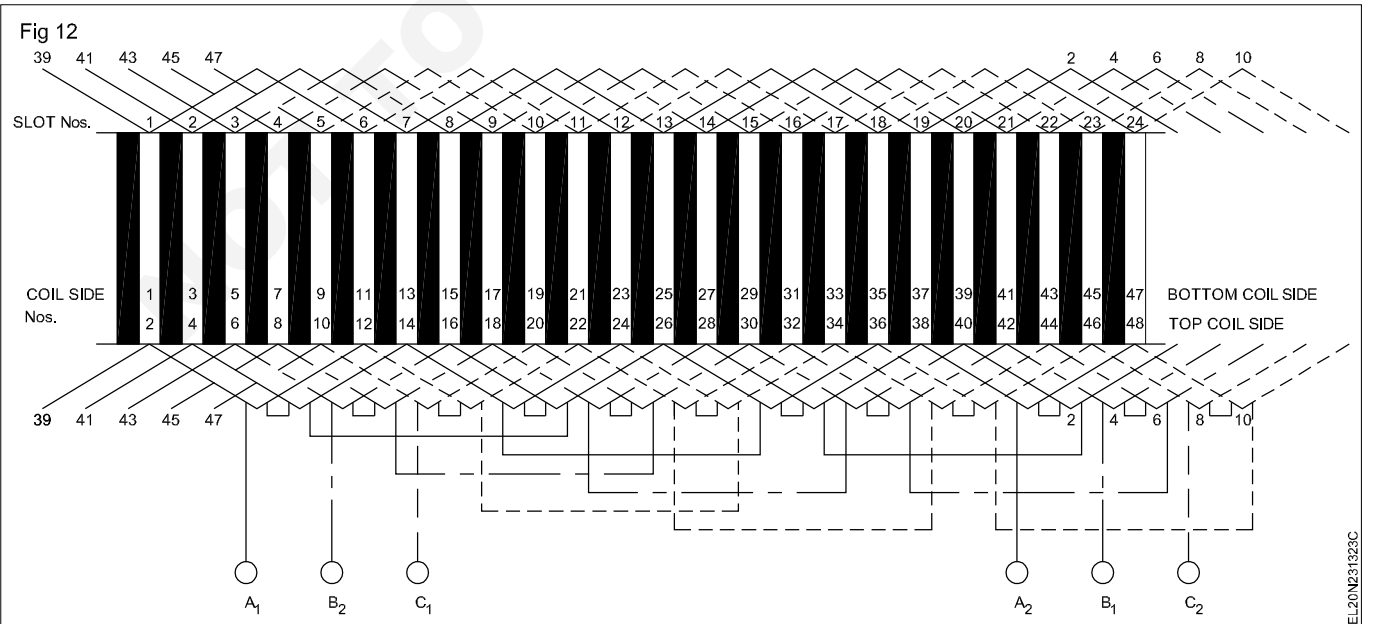 Fig 12
39 41 43 45 47 2 4 6 8 10
SLOT Nos. 1 2 3 4 5 6 7 8 9 10 11 12 13 14 15 16 17 18 19 20 21 22 23 24
COIL SIDE 1 3 5 7 9 11 13 15 17 19 21 23 25 27 29 31 33 35 37 39 41 43 45 47 BOTTOM COIL SIDE
Nos. 2 4 6 8 10 12 14 16 18 20 22 24 26 28 30 32 34 36 38 40 42 44 46 48 TOP COIL SIDE
39 41 43 45 47 2 4 6 8 10
A1 B2 C1 A2 B1 C2
EL20N231323C
NOT TO